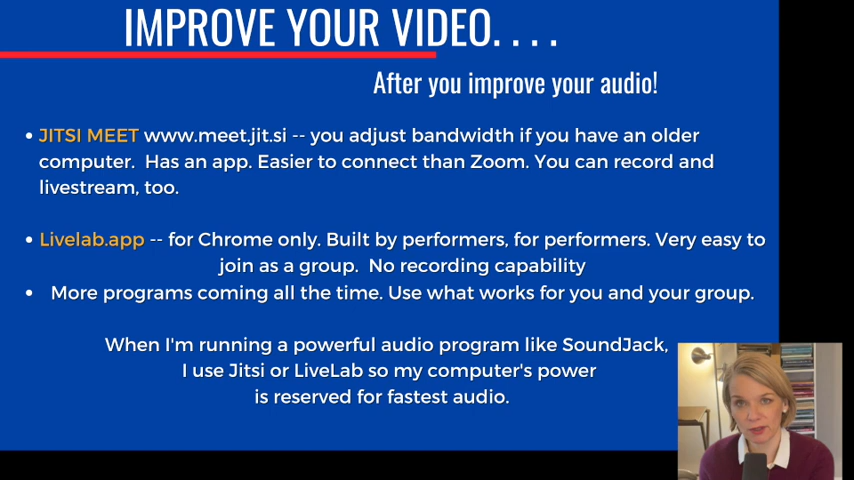 IMPROVE YOUR VIDEO. . . .
After you improve your audio!
• JITSI MEET www.meet.jit.si -- you adjust bandwidth if you have an older
computer.  Has an app. Easier to connect than Zoom. You can record and
livestream, too.
• Livelab.app -- for Chrome only. Built by performers, for performers. Very easy to
join as a group.  No recording capability
• More programs coming all the time. Use what works for you and your group.
When I'm running a powerful audio program like SoundJack,
I use Jitsi or LiveLab so my computer's power
is reserved for fastest audio.